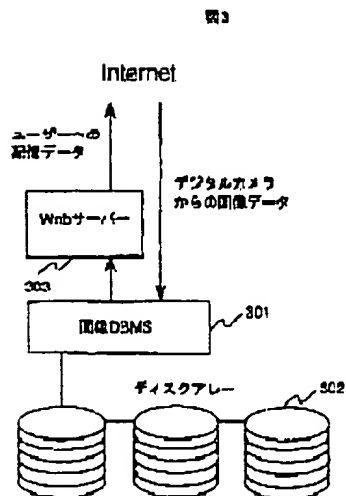 図3
Internet
ユーザーへの
記憶データ
デジタルカメラ
からの画像データ
Webサーバー
303
画像DBMS
301
ディスクアレー
302